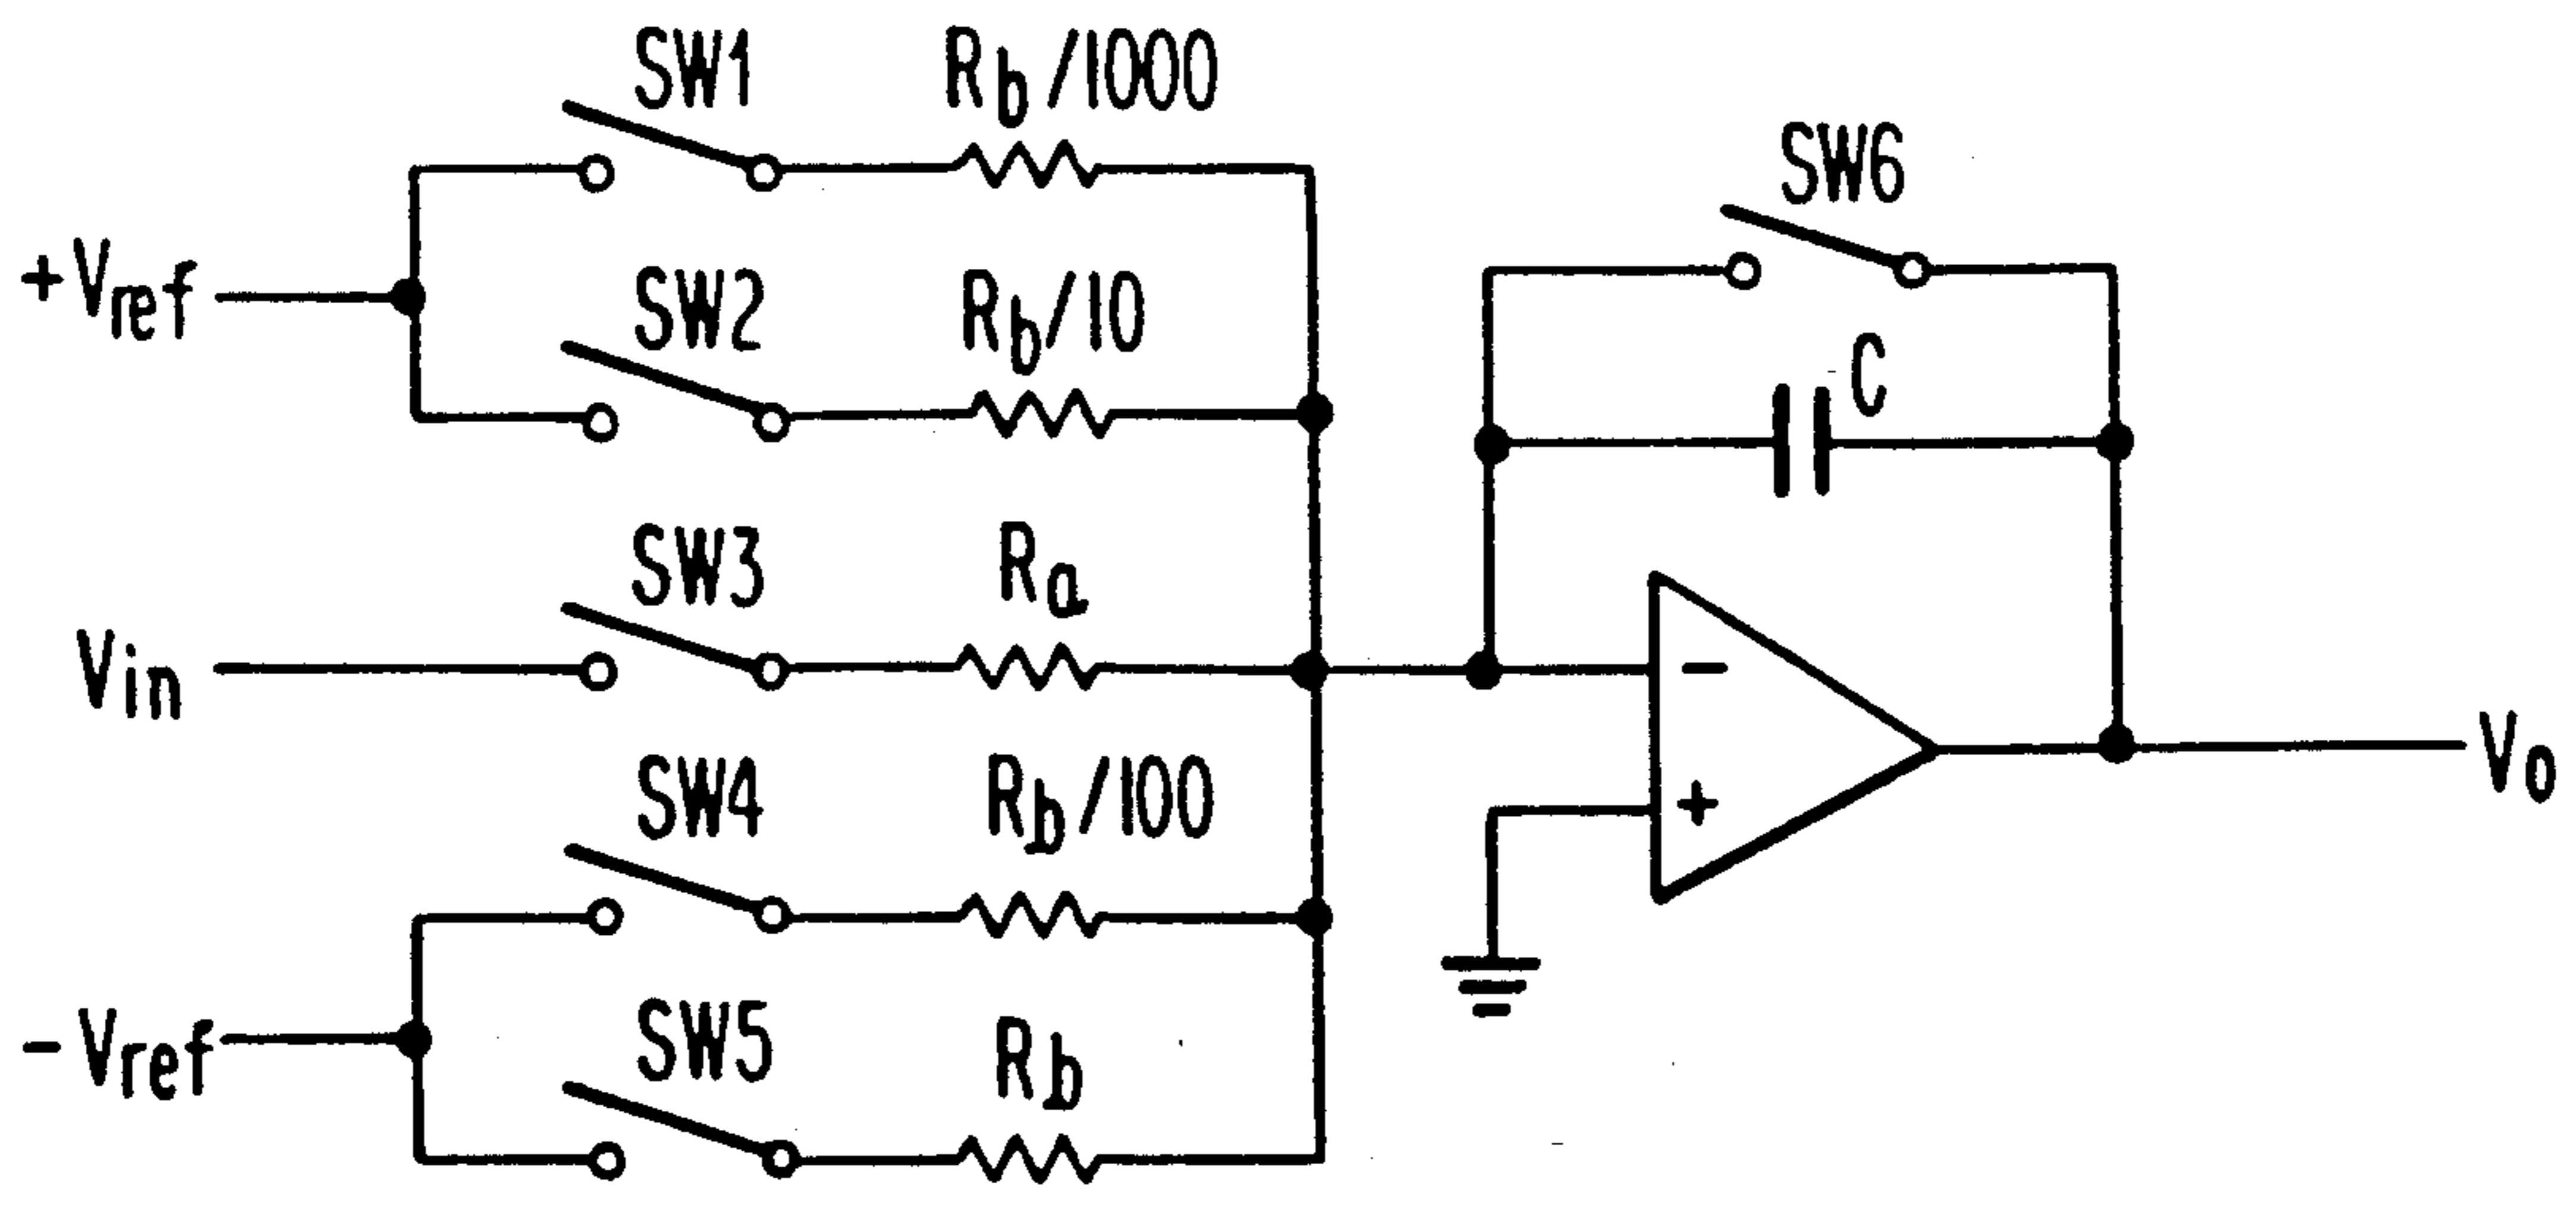 SW1
Rb/1000
+Vref
SW2
Rb/10
SW6
C
SW3
Ra
Vin
SW4
Rb/100
-Vref
SW5
Rb
-
+
Vo